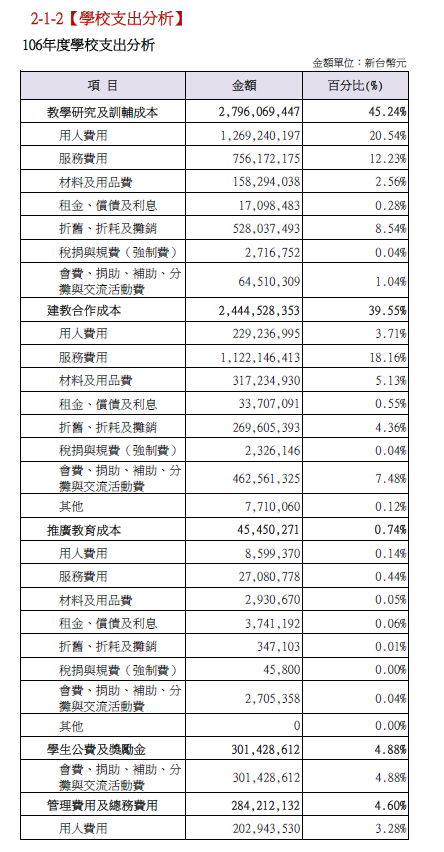 2-1-2【學校支出分析】
106年度學校支出分析
金額單位：新台幣元
項 目 金額 百分比(%)
教學研究及訓輔成本 2,796,069,447 45.24%
用人費用 1,269,240,197 20.54%
服務費用 756,172,175 12.23%
材料及用品費 158,294,038 2.56%
租金、償債及利息 17,098,483 0.28%
折舊、折耗及攤銷 528,037,493 8.54%
稅捐與規費（強制費） 2,716,752 0.04%
會費、捐助、補助、分
攤與交流活動費 64,510,309 1.04%
建教合作成本 2,444,528,353 39.55%
用人費用 229,236,995 3.71%
服務費用 1,122,146,413 18.16%
材料及用品費 317,234,930 5.13%
租金、償債及利息 33,707,091 0.55%
折舊、折耗及攤銷 269,605,393 4.36%
稅捐與規費（強制費） 2,326,146 0.04%
會費、捐助、補助、分
攤與交流活動費 462,561,325 7.48%
其他 7,710,060 0.12%
推廣教育成本 45,450,271 0.74%
用人費用 8,599,370 0.14%
服務費用 27,080,778 0.44%
材料及用品費 2,930,670 0.05%
租金、償債及利息 3,741,192 0.06%
折舊、折耗及攤銷 347,103 0.01%
稅捐與規費（強制費） 45,800 0.00%
會費、捐助、補助、分
攤與交流活動費 2,705,358 0.04%
其他 0 0.00%
學生公費及獎勵金 301,428,612 4.88%
會費、捐助、補助、分
攤與交流活動費 301,428,612 4.88%
管理費用及總務費用 284,212,132 4.60%
用人費用 202,943,530 3.28%